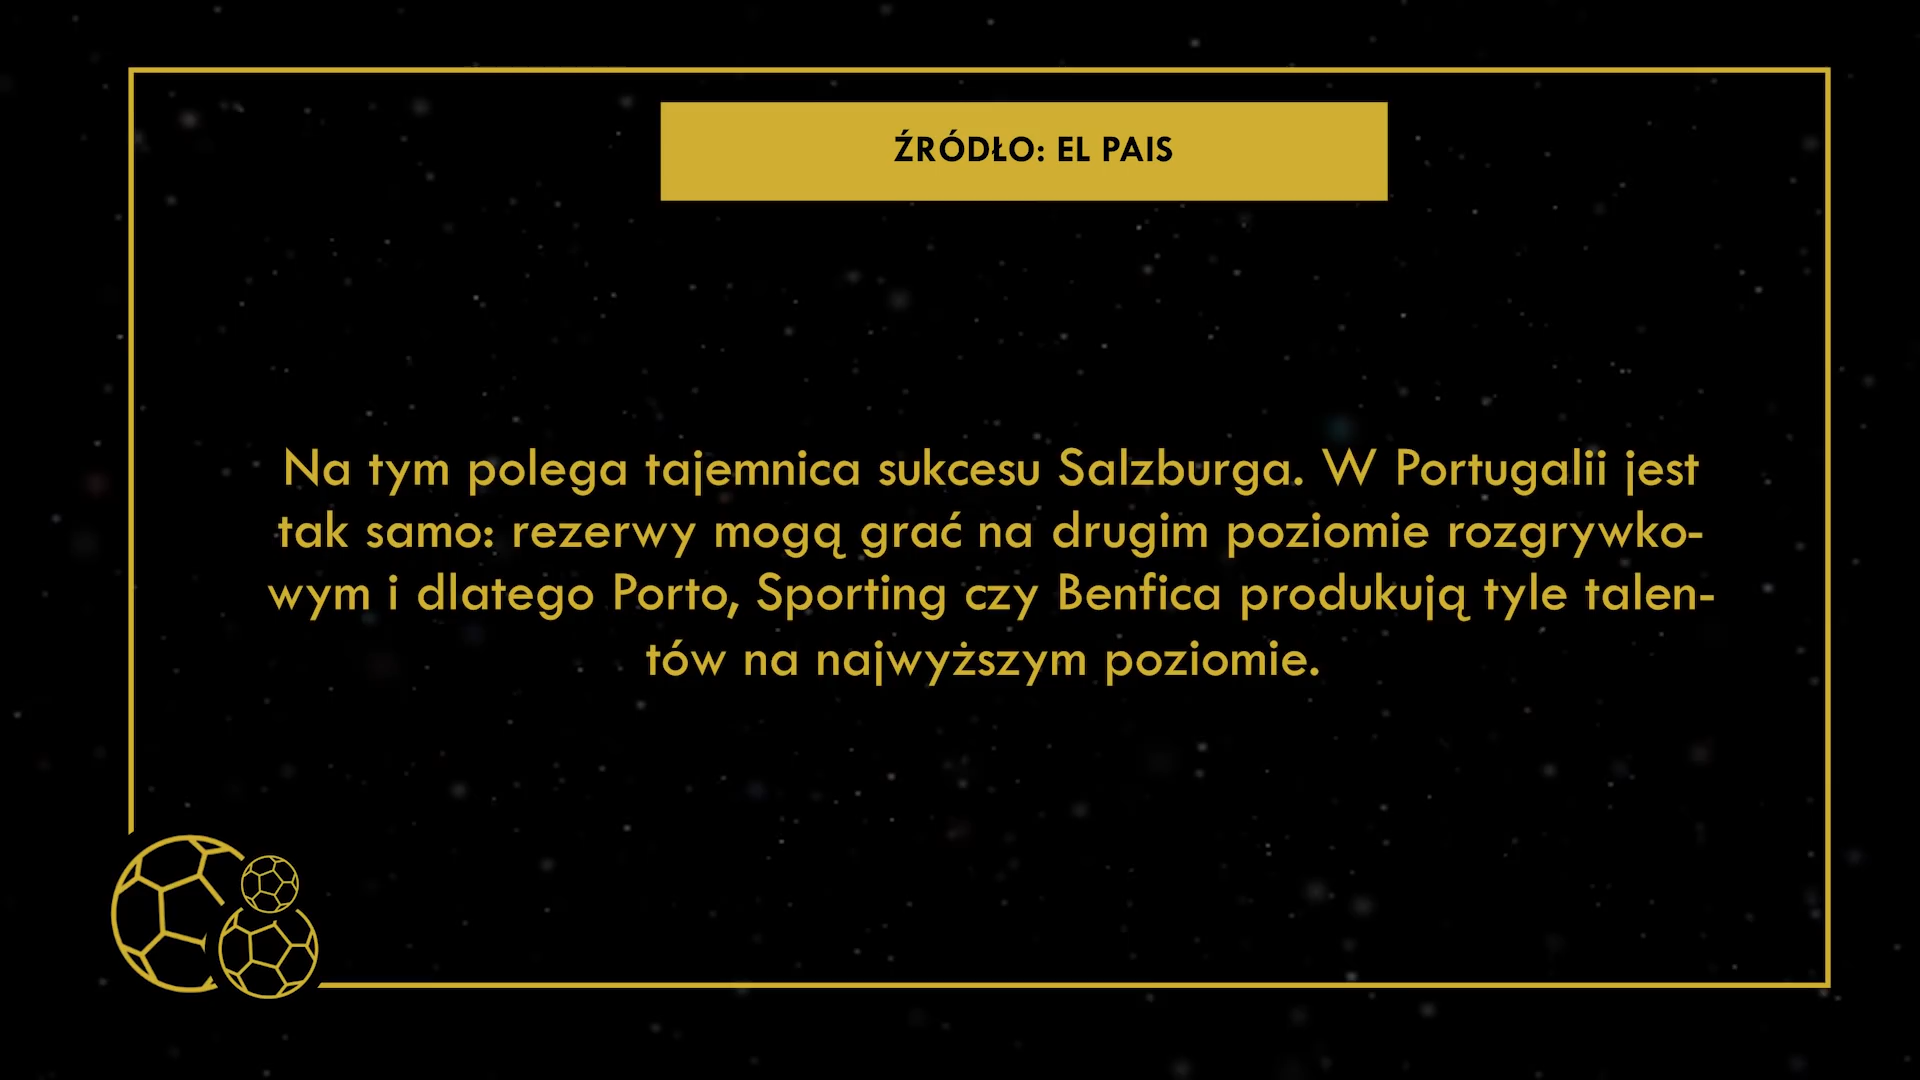 ŹRÓDŁO: EL PAIS
Na tym polega tajemnica sukcesu Salzburga. W Portugalii jest
tak samo: rezerwy mogą grać na drugim poziomie rozgrywko-
wym i dlatego Porto, Sporting czy Benfica produkują tyle talen-
tów na najwyższym poziomie.